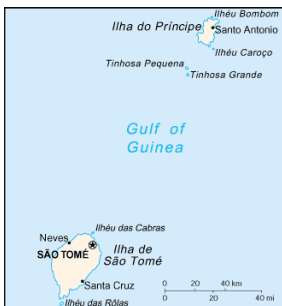 Ilhéu Bombom
Ilha do Príncipe
Santo Antonio
Ilhéu Caroço
Tinhosa Pequena
Tinhosa Grande
Gulf of
Guinea
Ilhéu das Cabras
Neves
SÃO TOMÉ
Ilha de
São Tomé
Santa Cruz
Ilhéu das Rôlas
0 20 40 km
0 20 40 mi